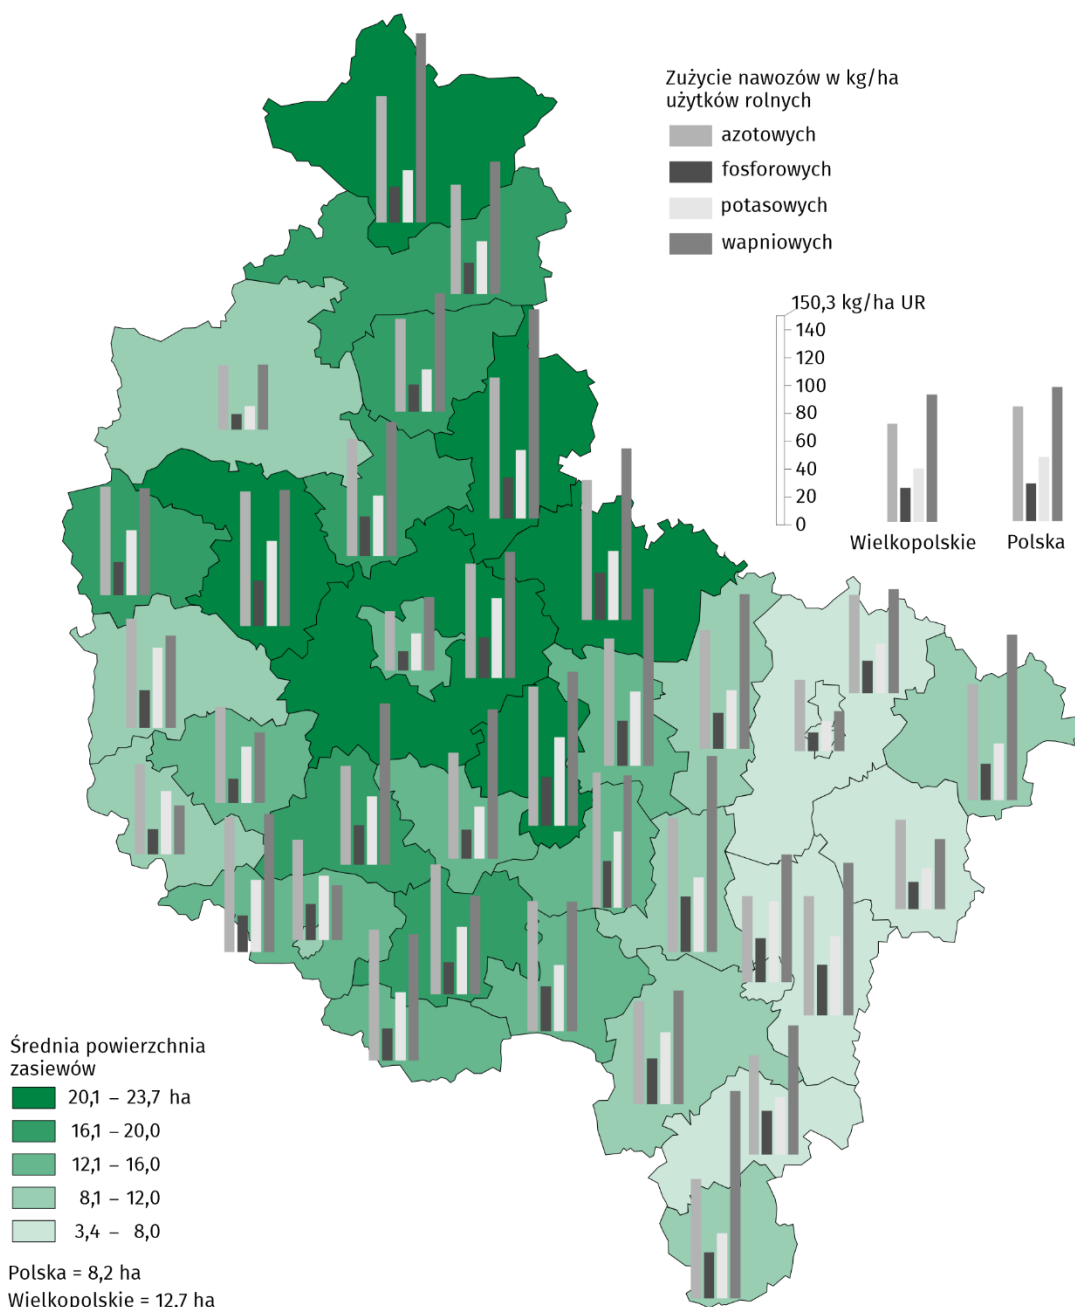 Zużycie nawozów w kg/ha
użytków rolnych
azotowych
fosforowych
potasowych
wapniowych
150,3 kg/ha UR
140
120
100
80
60
40
20
0
Wielkopolskie
Polska
Średnia powierzchnia
zasiewów
20,1 – 23,7 ha
16,1 – 20,0
12,1 – 16,0
8,1 – 12,0
3,4 – 8,0
Polska = 8,2 ha
Wielkopolskie = 12,7 ha